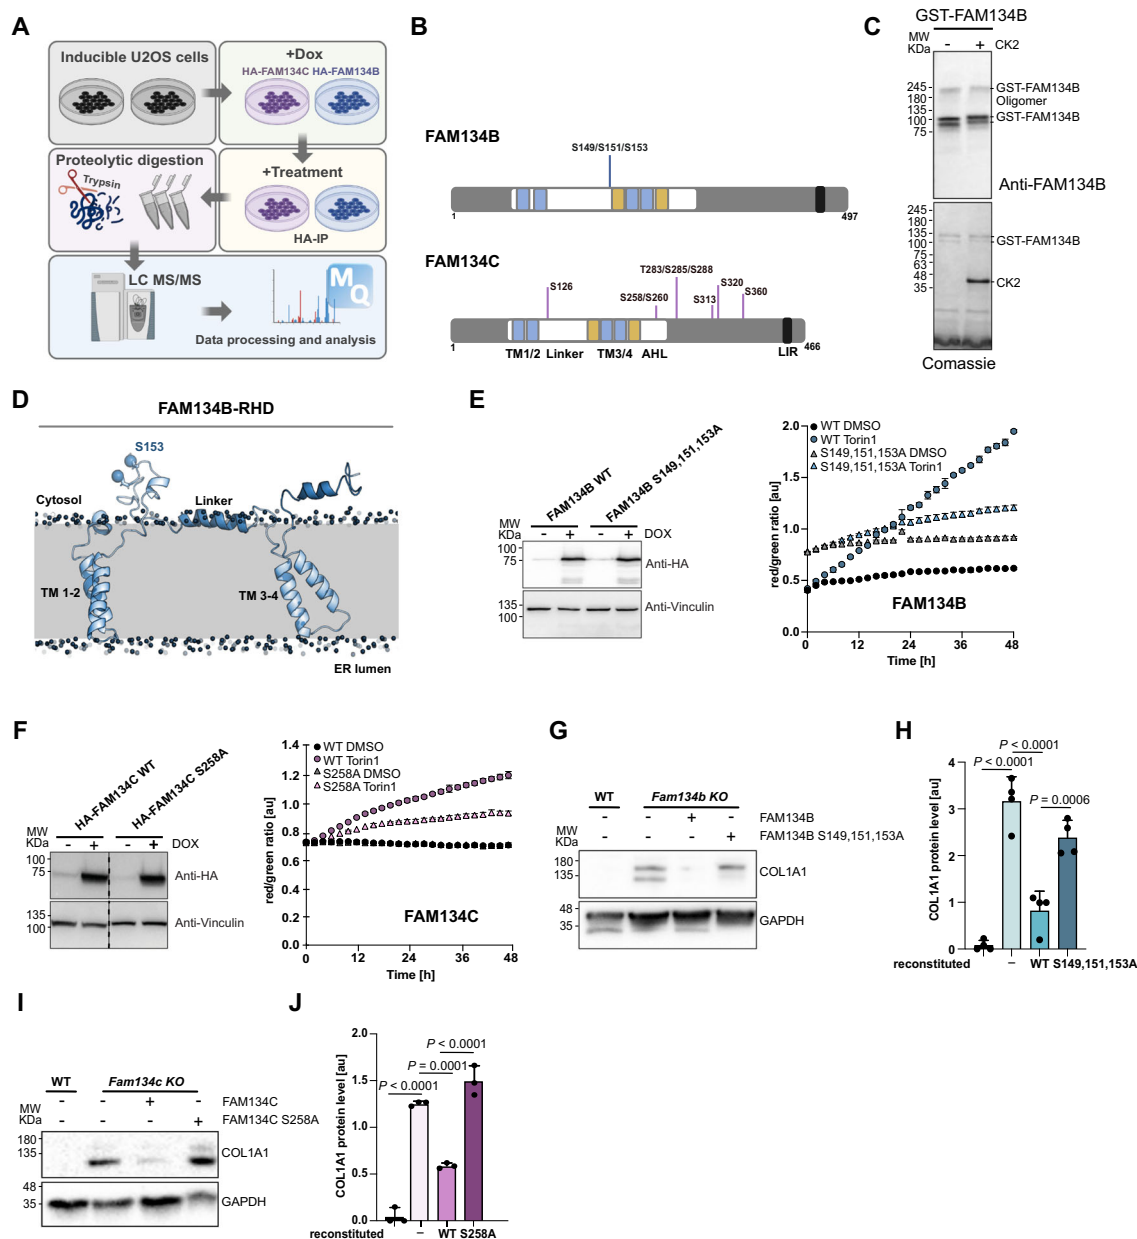 A
Inducible U2OS cells
+Dox
HA-FAM134C HA-FAM134B
Proteolytic digestion
Trypsin
+Treatment
HA-IP
LC MS/MS
M
Q
Data processing and analysis
B
FAM134B
S149/S151/S153
1
497
FAM134C
S126
T283/S285/S288
S258/S260
S313
S320
S360
1
466
TM1/2 Linker TM3/4 AHL
LIR
C
GST-FAM134B
MW
KDa
- + CK2
245
180
135
100
75
GST-FAM134B
Oligomer
GST-FAM134B
Anti-FAM134B
245
180
135
100
75
63
48
35
GST-FAM134B
CK2
Comassie
D
FAM134B-RHD
S153
Cytosol
Linker
TM 1-2
TM 3-4
ER lumen
E
FAM134B WT
FAM134B S149,151,153A
MW
KDa
- + - + DOX
100
75
Anti-HA
135
100
Anti-Vinculin
WT DMSO
WT Torin1
S149,151,153A DMSO
S149,151,153A Torin1
red/green ratio [au]
2.0
1.5
1.0
0.5
0.0
FAM134B
0 12 24 36 48
Time [h]
F
HA-FAM134C WT
HA-FAM134C S258A
MW
KDa
- + - + DOX
100
75
Anti-HA
135
100
Anti-Vinculin
WT DMSO
WT Torin1
S258A DMSO
S258A Torin1
red/green ratio [au]
1.4
1.2
1.0
0.8
0.6
0.4
0.2
0.0
FAM134C
0 12 24 36 48
Time [h]
G
WT Fam134b KO
- - + - FAM134B
- - - + FAM134B S149,151,153A
MW
KDa
180
135
COL1A1
48
35
GAPDH
H
P < 0.0001
P < 0.0001
P = 0.0006
COL1A1 protein level [au]
4
3
2
1
0
reconstituted – WT S149,151,153A
I
WT Fam134c KO
- - + - FAM134C
- - - + FAM134C S258A
MW
KDa
180
135
COL1A1
48
35
GAPDH
J
P < 0.0001
P = 0.0001
P < 0.0001
COL1A1 protein level [au]
2.0
1.5
1.0
0.5
0.0
reconstituted – WT S258A